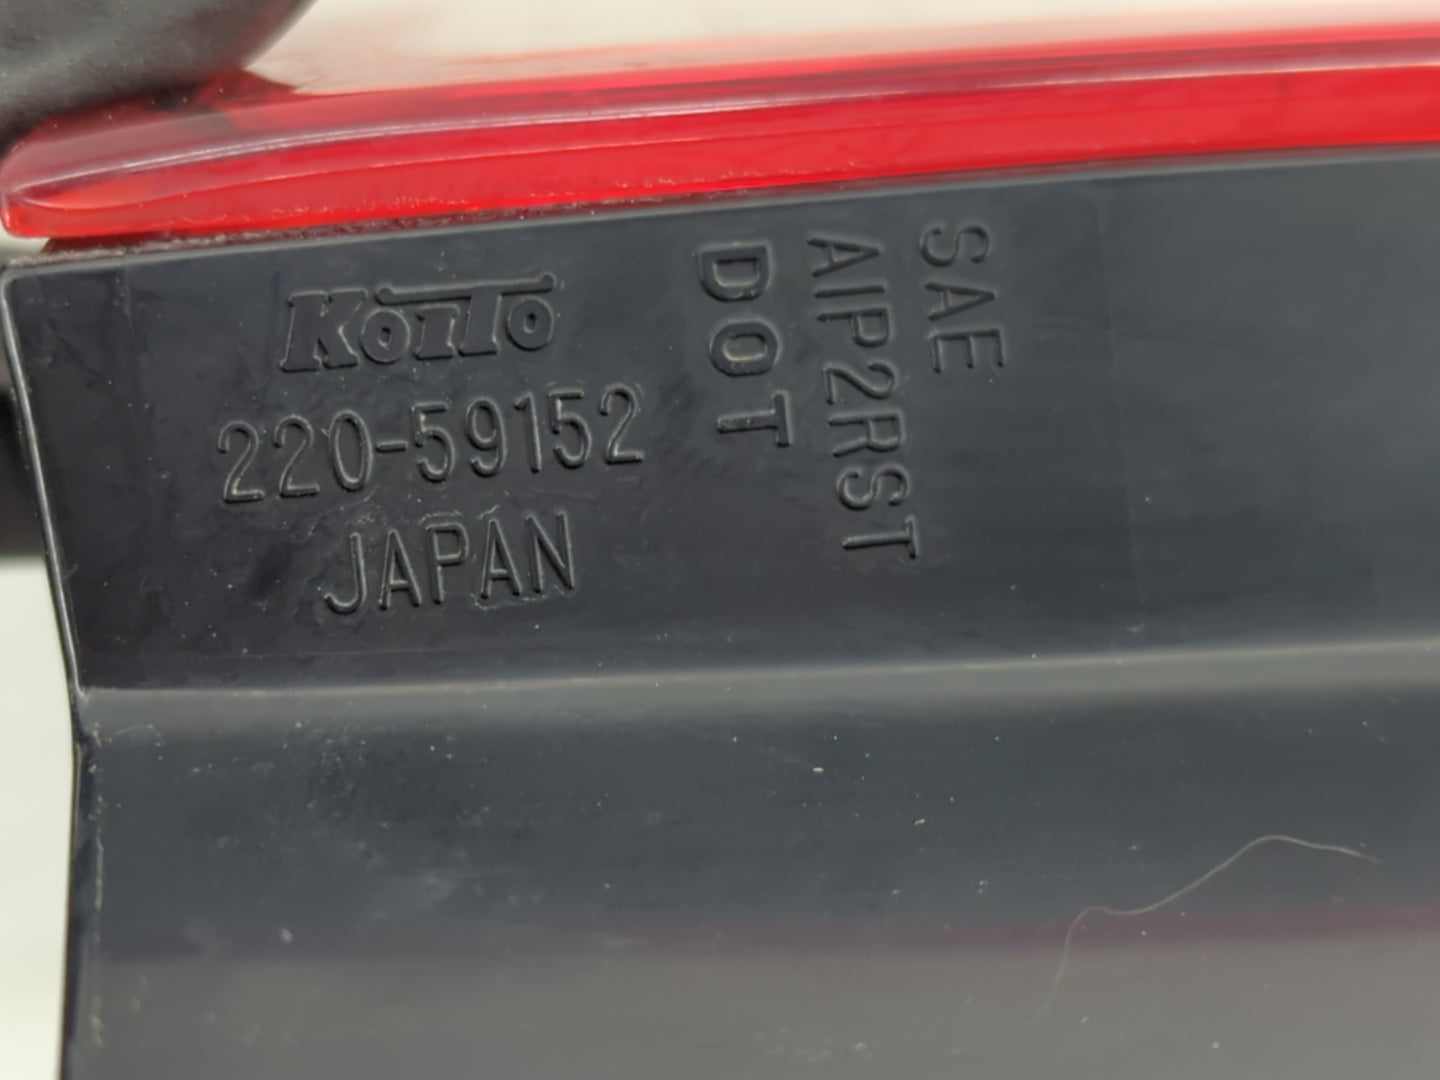 KoiTo
220-59152
JAPAN
SAE
AIP2RST
DOT